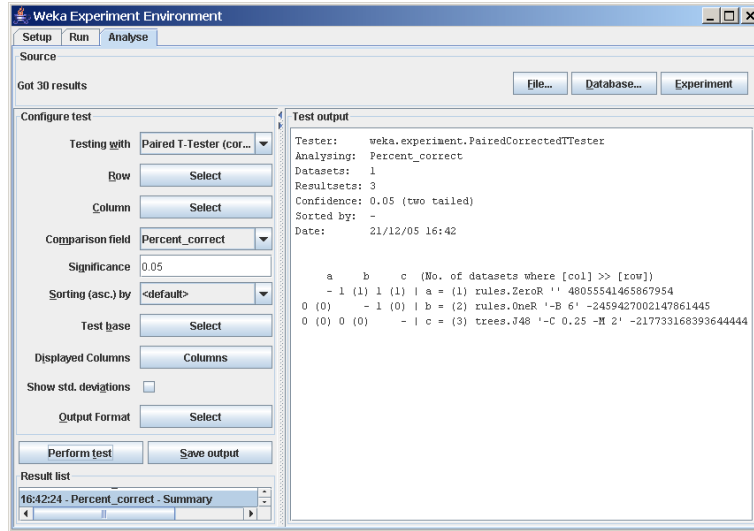 Weka Experiment Environment
Setup Run Analyse
Source
Got 30 results
File... Database... Experiment
Configure test
Testing with Paired T-Tester (cor...
Row Select
Column Select
Comparison field Percent_correct
Significance 0.05
Sorting (asc.) by <default>
Test base Select
Displayed Columns Columns
Show std. deviations
Output Format Select
Perform test Save output
Result list
16:42:24 - Percent_correct - Summary
Test output
Tester: weka.experiment.PairedCorrectedTTester
Analysing: Percent_correct
Datasets: 1
Resultsets: 3
Confidence: 0.05 (two tailed)
Sorted by: -
Date: 21/12/05 16:42
a b c (No. of datasets where [col] >> [row])
- 1 (1) 1 (1) | a = (1) rules.ZeroR '' 48055541465867954
0 (0) - 1 (0) | b = (2) rules.OneR '-B 6' -2459427002147861445
0 (0) 0 (0) - | c = (3) trees.J48 '-C 0.25 -M 2' -217733168393644444